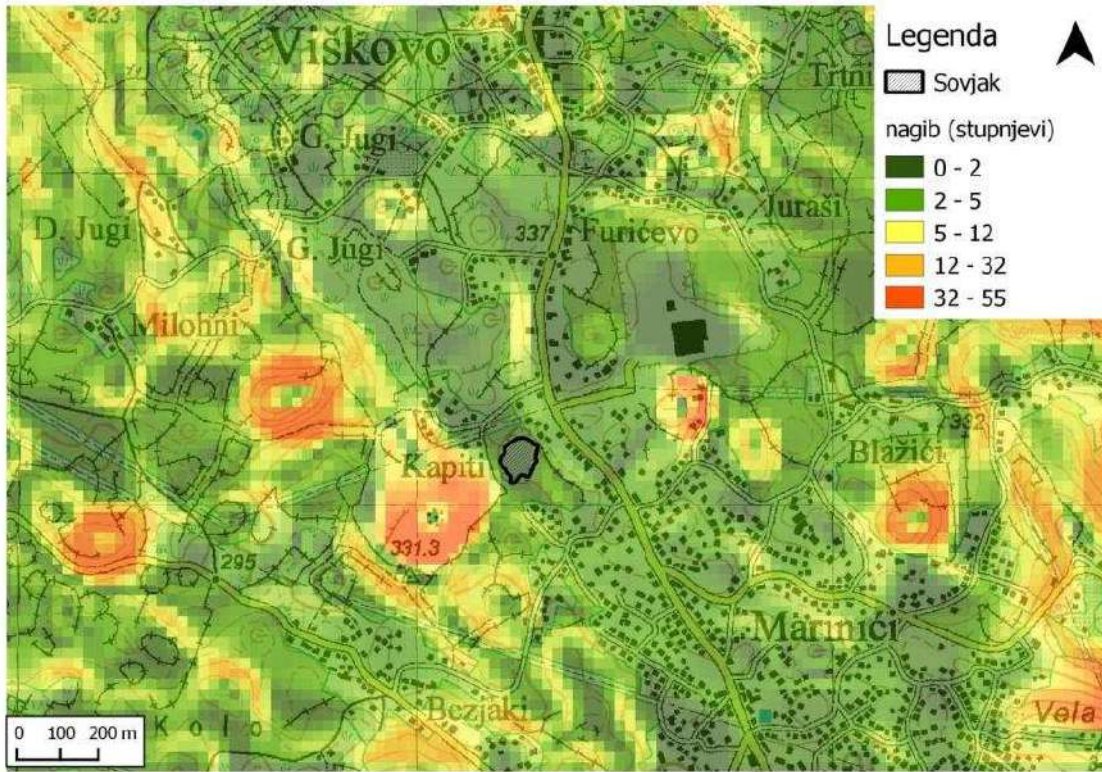 323
Viškovo
G. Jugi
D. Jugi
G. Jugi
337
Furićevo
Juraši
Trtni
Milohni
Kapiti
Blažići
332
331.3
295
Marinići
Bezjaki
Kolo
Vela
Legenda
Sovjak
nagib (stupnjevi)
0 - 2
2 - 5
5 - 12
12 - 32
32 - 55
0 100 200 m